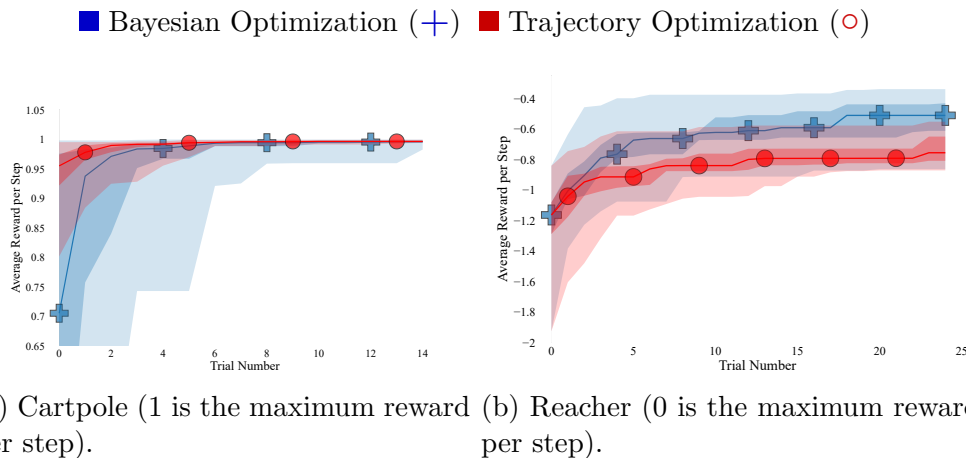 Bayesian Optimization (+) Trajectory Optimization (○)
1.05
1
0.95
0.9
0.85
0.8
0.75
0.7
0.65
0 2 4 6 8 10 12 14
Average Reward per Step
Trial Number
−0.4
−0.6
−0.8
−1
−1.2
−1.4
−1.6
−1.8
−2
0 5 10 15 20 25
Average Reward per Step
Trial Number
) Cartpole (1 is the maximum reward
er step).
(b) Reacher (0 is the maximum reward
per step).